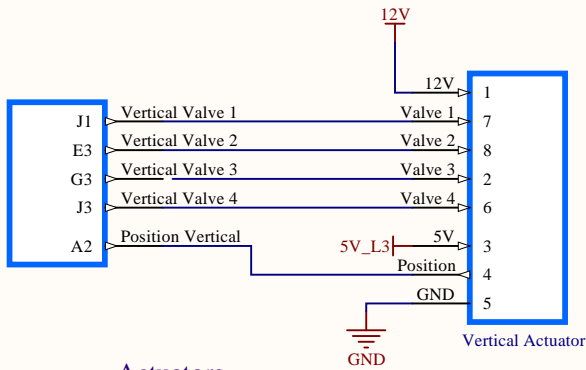 12V
12V 1
J1 Vertical Valve 1 Valve 1 7
E3 Vertical Valve 2 Valve 2 8
G3 Vertical Valve 3 Valve 3 2
J3 Vertical Valve 4 Valve 4 6
A2 Position Vertical 5V_L3 5V 3
Position 4
GND 5
Vertical Actuator
GND
Actuators